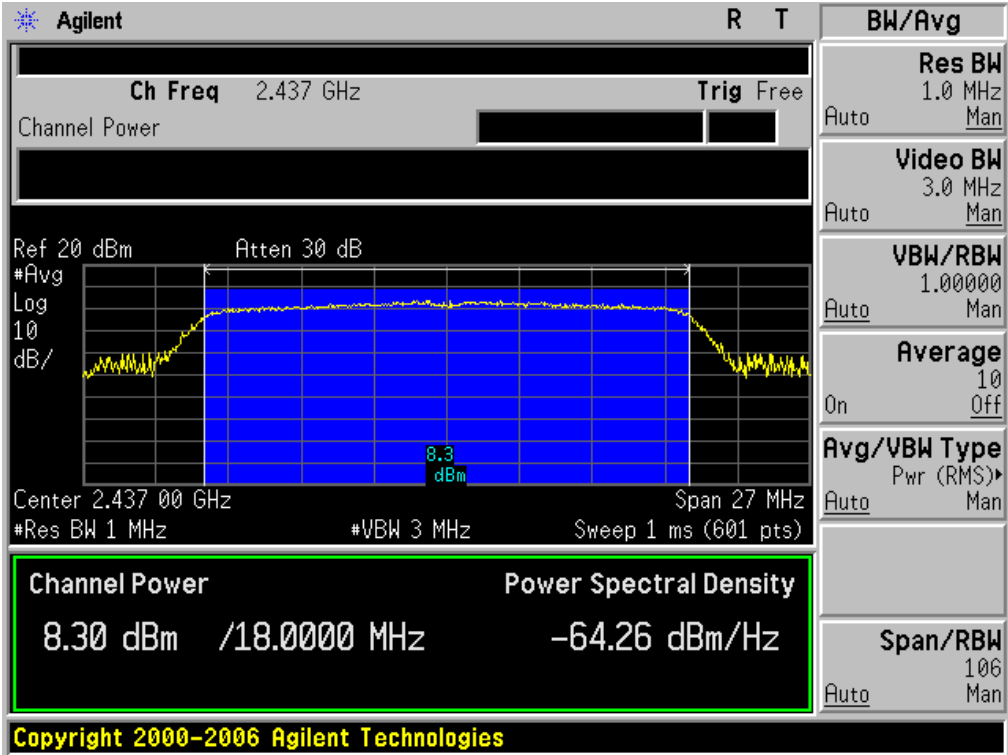 Agilent R T
BW/Avg
Ch Freq 2.437 GHz Trig Free
Channel Power
Ref 20 dBm Atten 30 dB
#Avg
Log
10
dB/
8.3
dBm
Center 2.437 00 GHz Span 27 MHz
#Res BW 1 MHz #VBW 3 MHz Sweep 1 ms (601 pts)
Channel Power Power Spectral Density
8.30 dBm /18.0000 MHz -64.26 dBm/Hz
Res BW
1.0 MHz
Auto Man
Video BW
3.0 MHz
Auto Man
VBW/RBW
1.00000
Auto Man
Average
10
On Off
Avg/VBW Type
Pwr (RMS)▸
Auto Man
Span/RBW
106
Auto Man
Copyright 2000-2006 Agilent Technologies